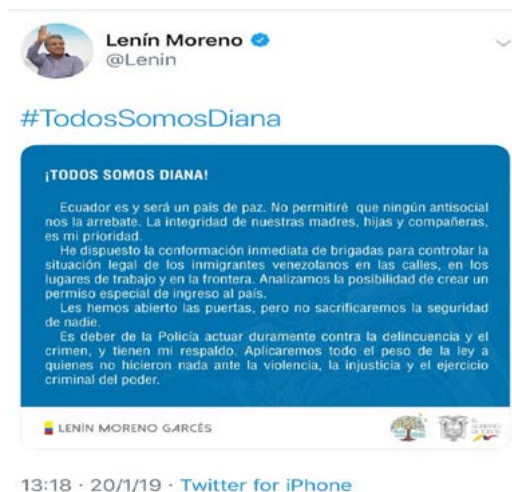 Lenín Moreno
@Lenin
#TodosSomosDiana
¡TODOS SOMOS DIANA!
Ecuador es y será un país de paz. No permitiré que ningún antisocial
nos la arrebate. La integridad de nuestras madres, hijas y compañeras,
es mi prioridad.
He dispuesto la conformación inmediata de brigadas para controlar la
situación legal de los inmigrantes venezolanos en las calles, en los
lugares de trabajo y en la frontera. Analizamos la posibilidad de crear un
permiso especial de ingreso al país.
Les hemos abierto las puertas, pero no sacrificaremos la seguridad
de nadie.
Es deber de la Policía actuar duramente contra la delincuencia y el
crimen, y tienen mi respaldo. Aplicaremos todo el peso de la ley a
quienes no hicieron nada ante la violencia, la injusticia y el ejercicio
criminal del poder.
LENÍN MORENO GARCÉS
13:18 · 20/1/19 · Twitter for iPhone